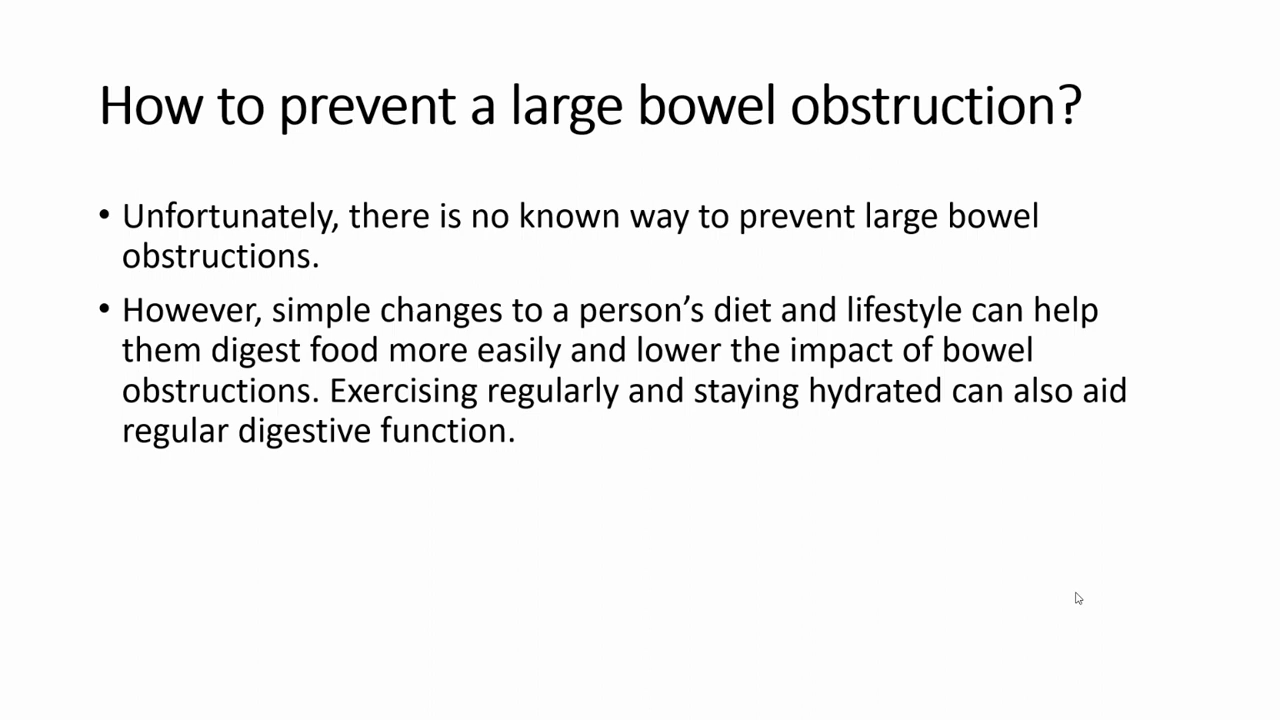 How to prevent a large bowel obstruction?
• Unfortunately, there is no known way to prevent large bowel
obstructions.
• However, simple changes to a person’s diet and lifestyle can help
them digest food more easily and lower the impact of bowel
obstructions. Exercising regularly and staying hydrated can also aid
regular digestive function.